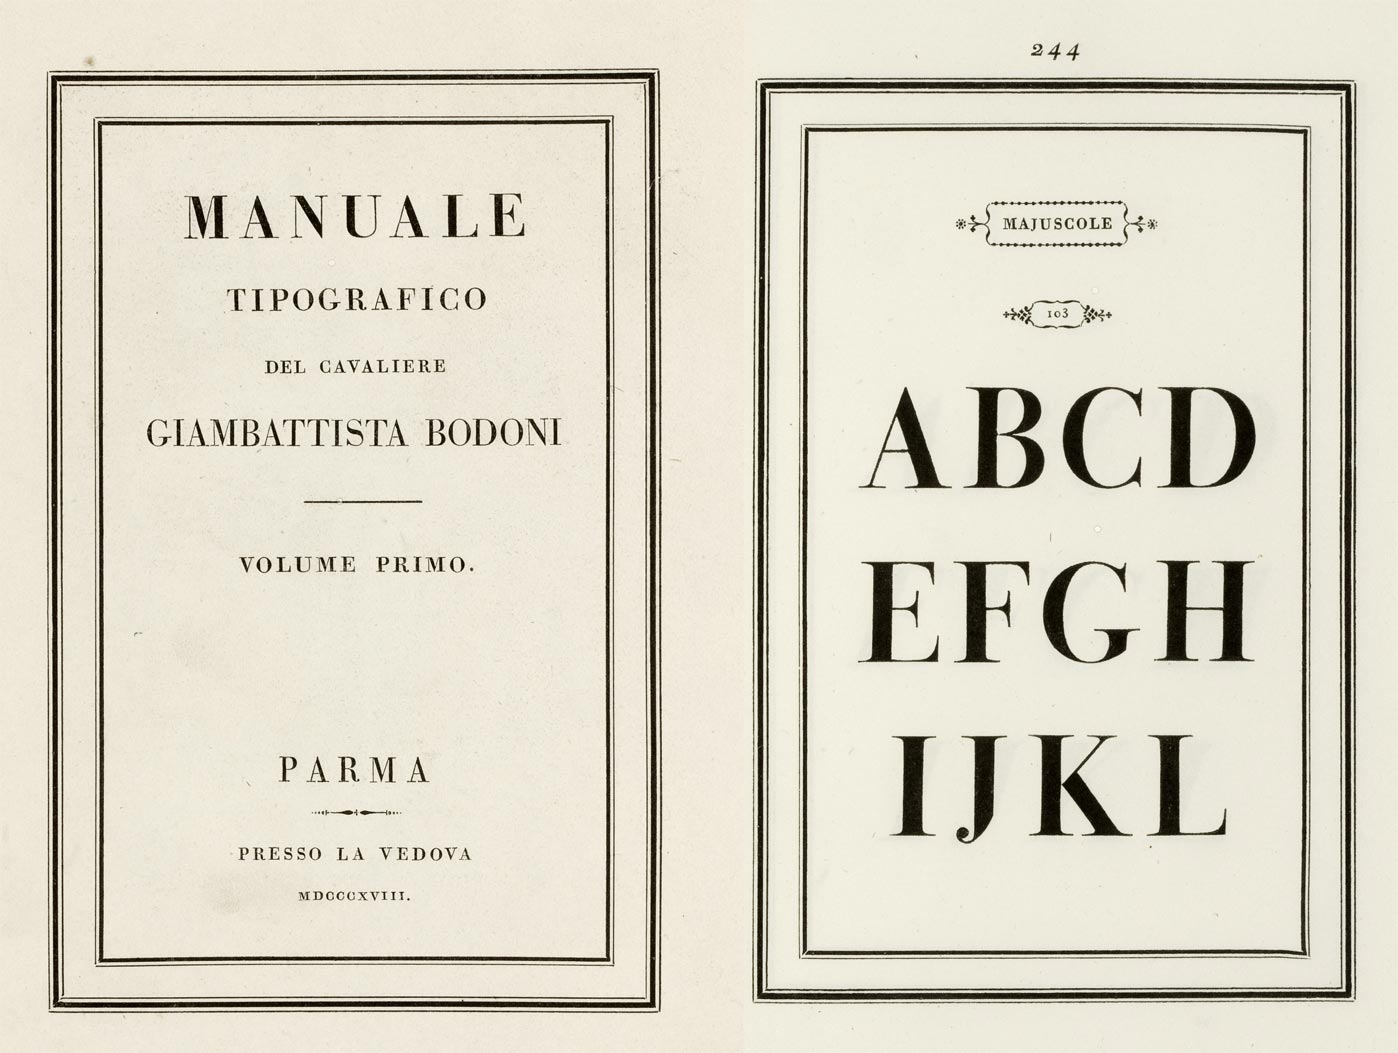 MANUALE
TIPOGRAFICO
DEL CAVALIERE
GIAMBATTISTA BODONI
VOLUME PRIMO.
PARMA
PRESSO LA VEDOVA
MDCCCXVIII.
244
MAJUSCOLE
103
ABCD
EFGH
IJKL